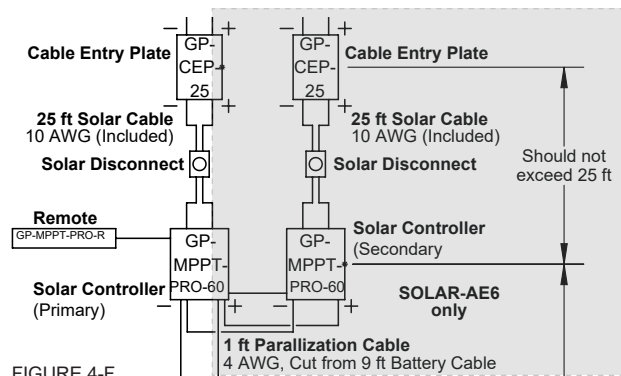 − +
− +
GP-
CEP-*
25
GP-
CEP-
25
Cable Entry Plate
Cable Entry Plate
− +
− +
25 ft Solar Cable
10 AWG (Included)
25 ft Solar Cable
10 AWG (Included)
Solar Disconnect
Solar Disconnect
Should not
exceed 25 ft
Remote
GP-MPPT-PRO-R
GP-
MPPT-
PRO-60
GP-
MPPT-*
PRO-60
Solar Controller
(Secondary
Solar Controller
(Primary)
− +
− +
SOLAR-AE6
only
1 ft Parallization Cable
4 AWG, Cut from 9 ft Battery Cable
FIGURE 4-F